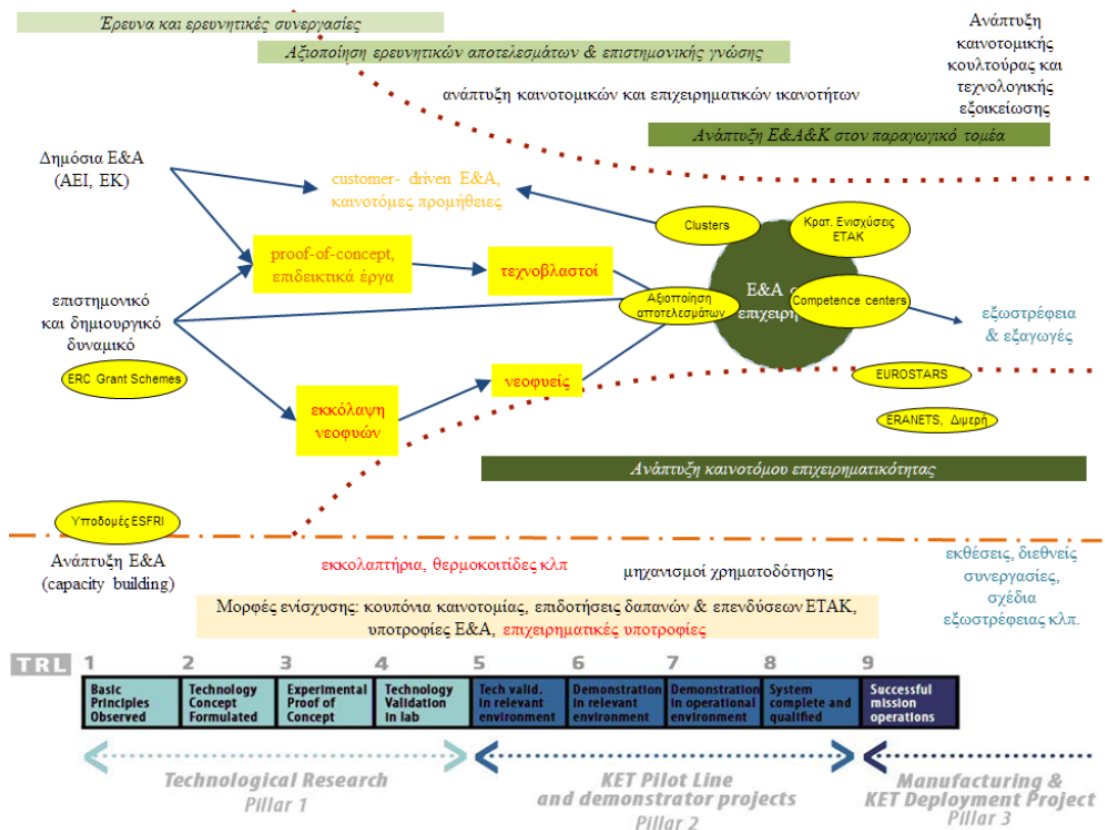 Έρευνα και ερευνητικές συνεργασίες
Αξιοποίηση ερευνητικών αποτελεσμάτων & επιστημονικής γνώσης
Ανάπτυξη
καινοτομικής
κουλτούρας και
τεχνολογικής
εξοικείωσης
ανάπτυξη καινοτομικών και επιχειρηματικών ικανοτήτων
Ανάπτυξη Ε&Α&Κ στον παραγωγικό τομέα
Δημόσια Ε&Α
(ΑΕΙ, ΕΚ)
customer- driven Ε&Α,
καινοτόμες προμήθειες
Clusters
Κρατ. Ενισχύσεις
ΕΤΑΚ
proof-of-concept,
επιδεικτικά έργα
τεχνοβλαστοί
Ε&Α
επιχειρη
Αξιοποίηση
αποτελεσμάτων
Competence centers
επιστημονικό
και δημιουργικό
δυναμικό
εξωστρέφεια
& εξαγωγές
ERC Grant Schemes
νεοφυείς
EUROSTARS
εκκόλαψη
νεοφυών
ERANETS, Διμερή
Ανάπτυξη καινοτόμου επιχειρηματικότητας
Υποδομές ESFRI
Ανάπτυξη Ε&Α
(capacity building)
εκκολαπτήρια, θερμοκοιτίδες κλπ
μηχανισμοί χρηματοδότησης
εκθέσεις, διεθνείς
συνεργασίες,
σχέδια
εξωστρέφειας κλπ.
Μορφές ενίσχυσης: κουπόνια καινοτομίας, επιδοτήσεις δαπανών & επενδύσεων ΕΤΑΚ,
υποτροφίες Ε&Α, επιχειρηματικές υποτροφίες
TRL 1 2 3 4 5 6 7 8 9
Basic
Principles
Observed
Technology
Concept
Formulated
Experimental
Proof of
Concept
Technology
Validation
In lab
Tech valid.
in relevant
environment
Demonstration
in relevant
environment
Demonstration
in operational
environment
System
complete and
qualified
Successful
mission
operations
Technological Research
Pillar 1
KET Pilot Line
and demonstrator projects
Pillar 2
Manufacturing &
KET Deployment Project
Pillar 3